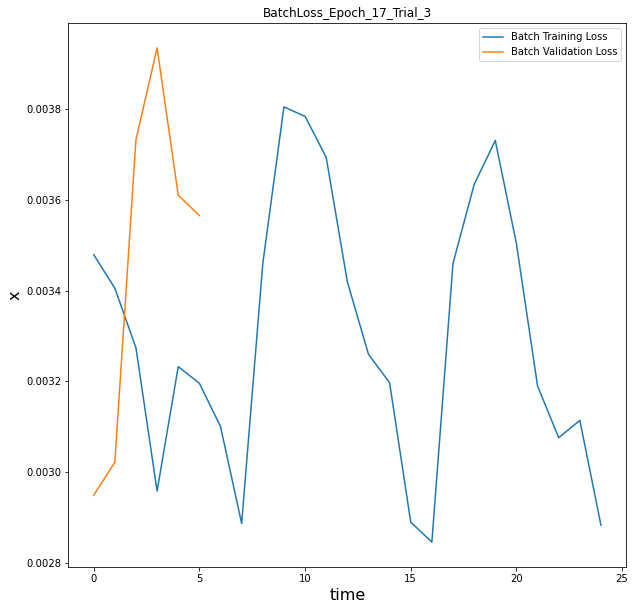 BatchLoss_Epoch_17_Trial_3
Batch Training Loss
Batch Validation Loss
0.0038
0.0036
0.0034
0.0032
0.0030
0.0028
x
0 5 10 15 20 25
time